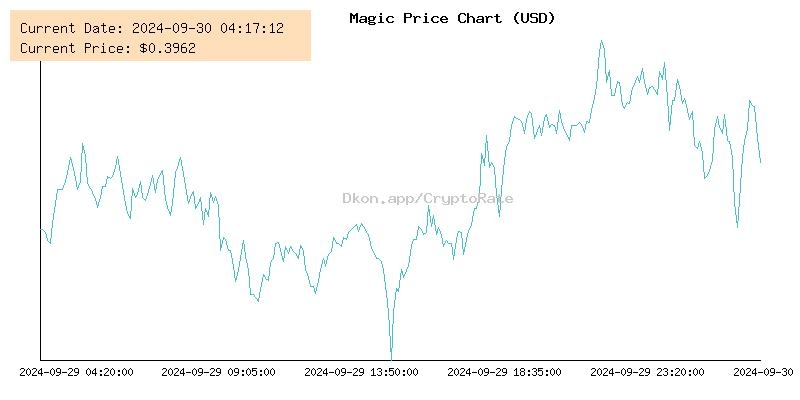 Magic Price Chart (USD)
Current Date: 2024-09-30 04:17:12
Current Price: $0.3962
Dkon.app/CryptoRate
2024-09-29 04:20:00 2024-09-29 09:05:00 2024-09-29 13:50:00 2024-09-29 18:35:00 2024-09-29 23:20:00 2024-09-30